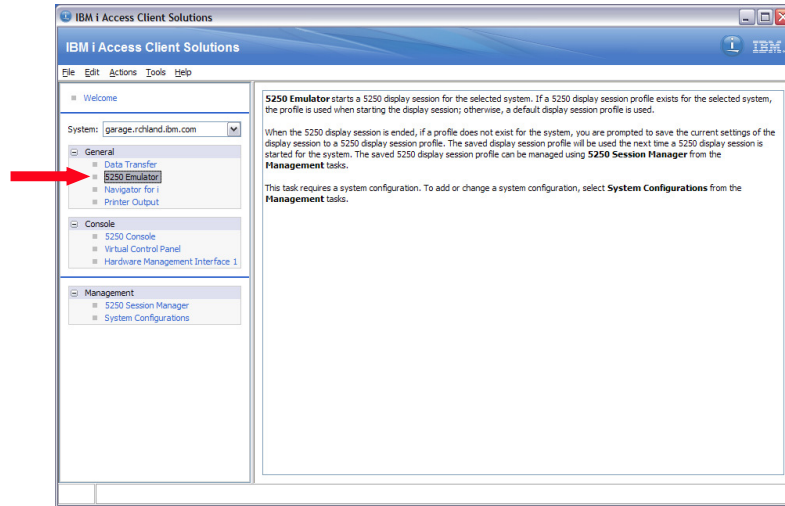 IBM i Access Client Solutions
IBM i Access Client Solutions
IBM
File Edit Actions Tools Help
Welcome
System: garage.rchland.ibm.com
General
Data Transfer
5250 Emulator
Navigator for i
Printer Output
Console
5250 Console
Virtual Control Panel
Hardware Management Interface 1
Management
5250 Session Manager
System Configurations
5250 Emulator starts a 5250 display session for the selected system. If a 5250 display session profile exists for the selected system,
the profile is used when starting the display session; otherwise, a default display session profile is used.
When the 5250 display session is ended, if a profile does not exist for the system, you are prompted to save the current settings of the
display session to a 5250 display session profile. The saved display session profile will be used the next time a 5250 display session is
started for the system. The saved 5250 display session profile can be managed using 5250 Session Manager from the
Management tasks.
This task requires a system configuration. To add or change a system configuration, select System Configurations from the
Management tasks.